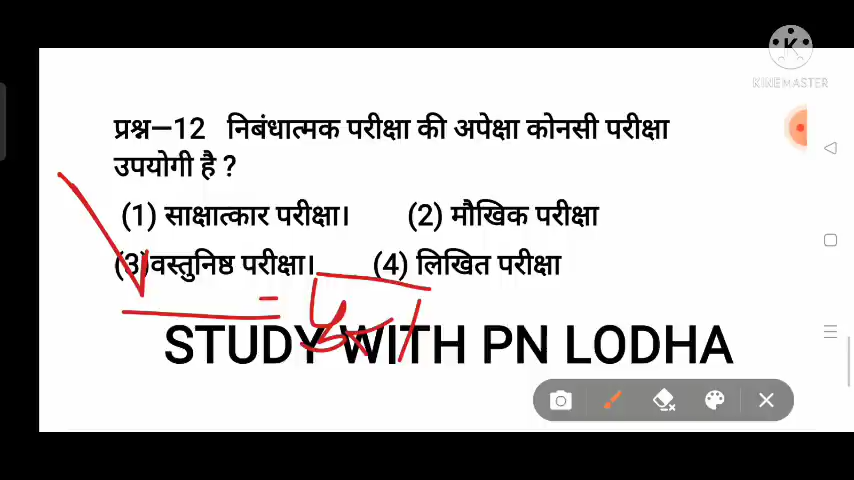 KINEMASTER
प्रश्न–12 निबंधात्मक परीक्षा की अपेक्षा कोनसी परीक्षा
उपयोगी है ?
(1) साक्षात्कार परीक्षा। (2) मौखिक परीक्षा
(3)वस्तुनिष्ठ परीक्षा। (4) लिखित परीक्षा
STUDY WITH PN LODHA